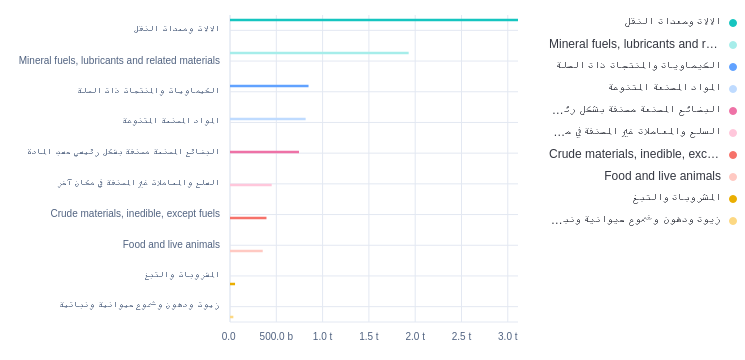 الآلات ومعدات النقل
Mineral fuels, lubricants and related materials
الكيماويات والمنتجات ذات الصلة
المواد المصنعة المتنوعة
البضائع المصنعة مصنفة بشكل رئيسي حسب المادة
السلع والمعاملات غير المصنفة في مكان آخر
Crude materials, inedible, except fuels
Food and live animals
المشروبات والتبغ
زيوت ودهون وشموع حيوانية ونباتية
0.0 500.0 b 1.0 t 1.5 t 2.0 t 2.5 t 3.0 t
الآلات ومعدات النقل
Mineral fuels, lubricants and r...
الكيماويات والمنتجات ذات الصلة
المواد المصنعة المتنوعة
البضائع المصنعة مصنفة بشكل رئـ...
السلع والمعاملات غير المصنفة في مـ...
Crude materials, inedible, exc...
Food and live animals
المشروبات والتبغ
زيوت ودهون وشموع حيوانية ونبـ...